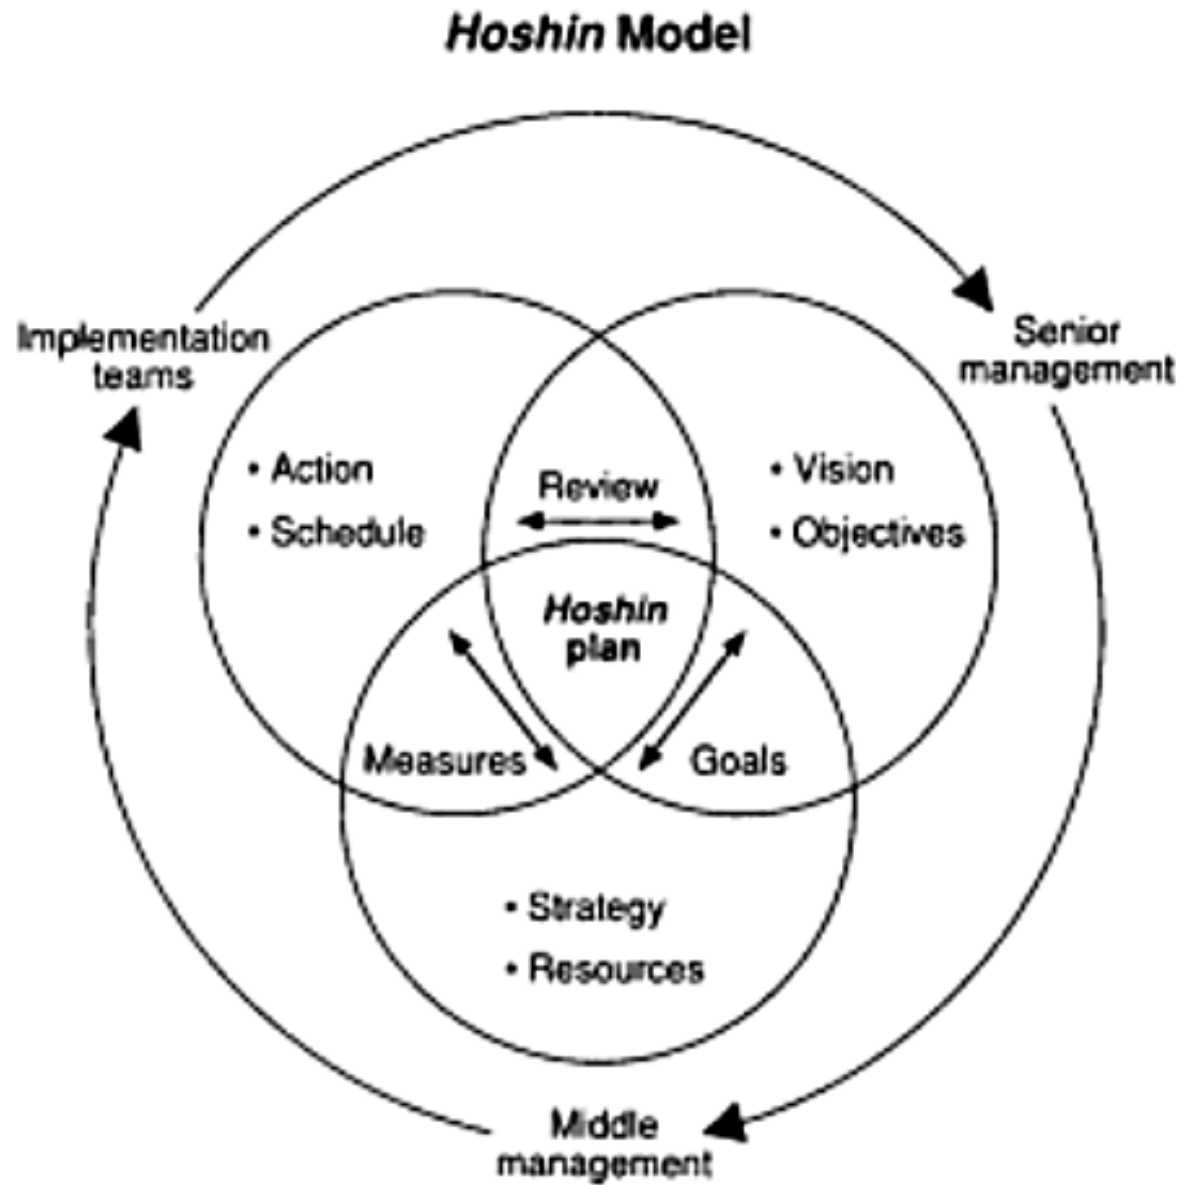 Hoshin Model
Implementation
teams
Senior
management
• Action
• Schedule
Review
• Vision
• Objectives
Hoshin
plan
Measures
Goals
• Strategy
• Resources
Middle
management